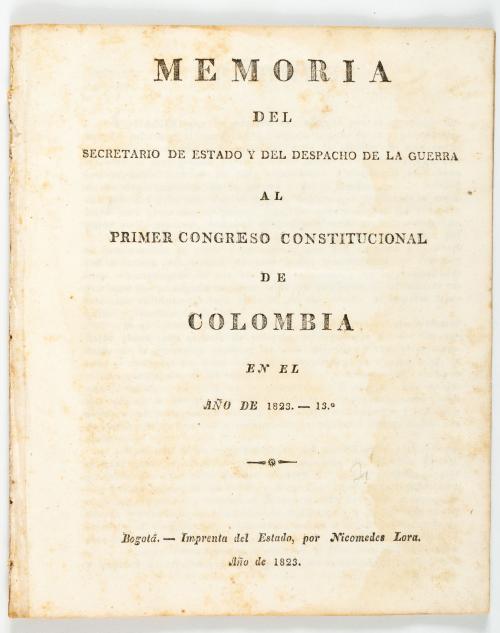 MEMORIA
DEL
SECRETARIO DE ESTADO Y DEL DESPACHO DE LA GUERRA
AL
PRIMER CONGRESO CONSTITUCIONAL
DE
COLOMBIA
EN EL
AÑO DE 1823. — 13.º
Bogotá. — Imprenta del Estado, por Nicomedes Lora.
Año de 1823.